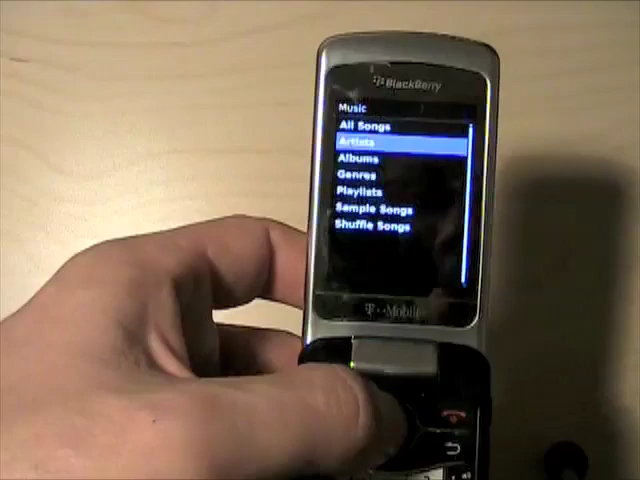 BlackBerry
Music
All Songs
Artists
Albums
Genres
Playlists
Sample Songs
Shuffle Songs
T··Mobile